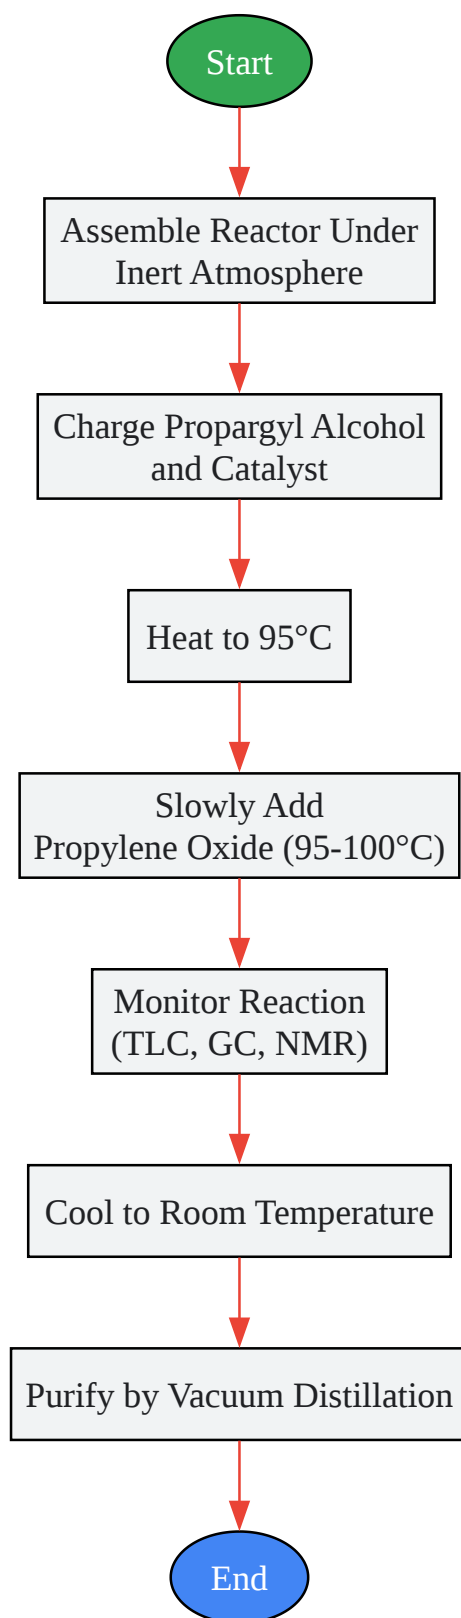 Start
Assemble Reactor Under
Inert Atmosphere
Charge Propargyl Alcohol
and Catalyst
Heat to 95°C
Slowly Add
Propylene Oxide (95-100°C)
Monitor Reaction
(TLC, GC, NMR)
Cool to Room Temperature
Purify by Vacuum Distillation
End